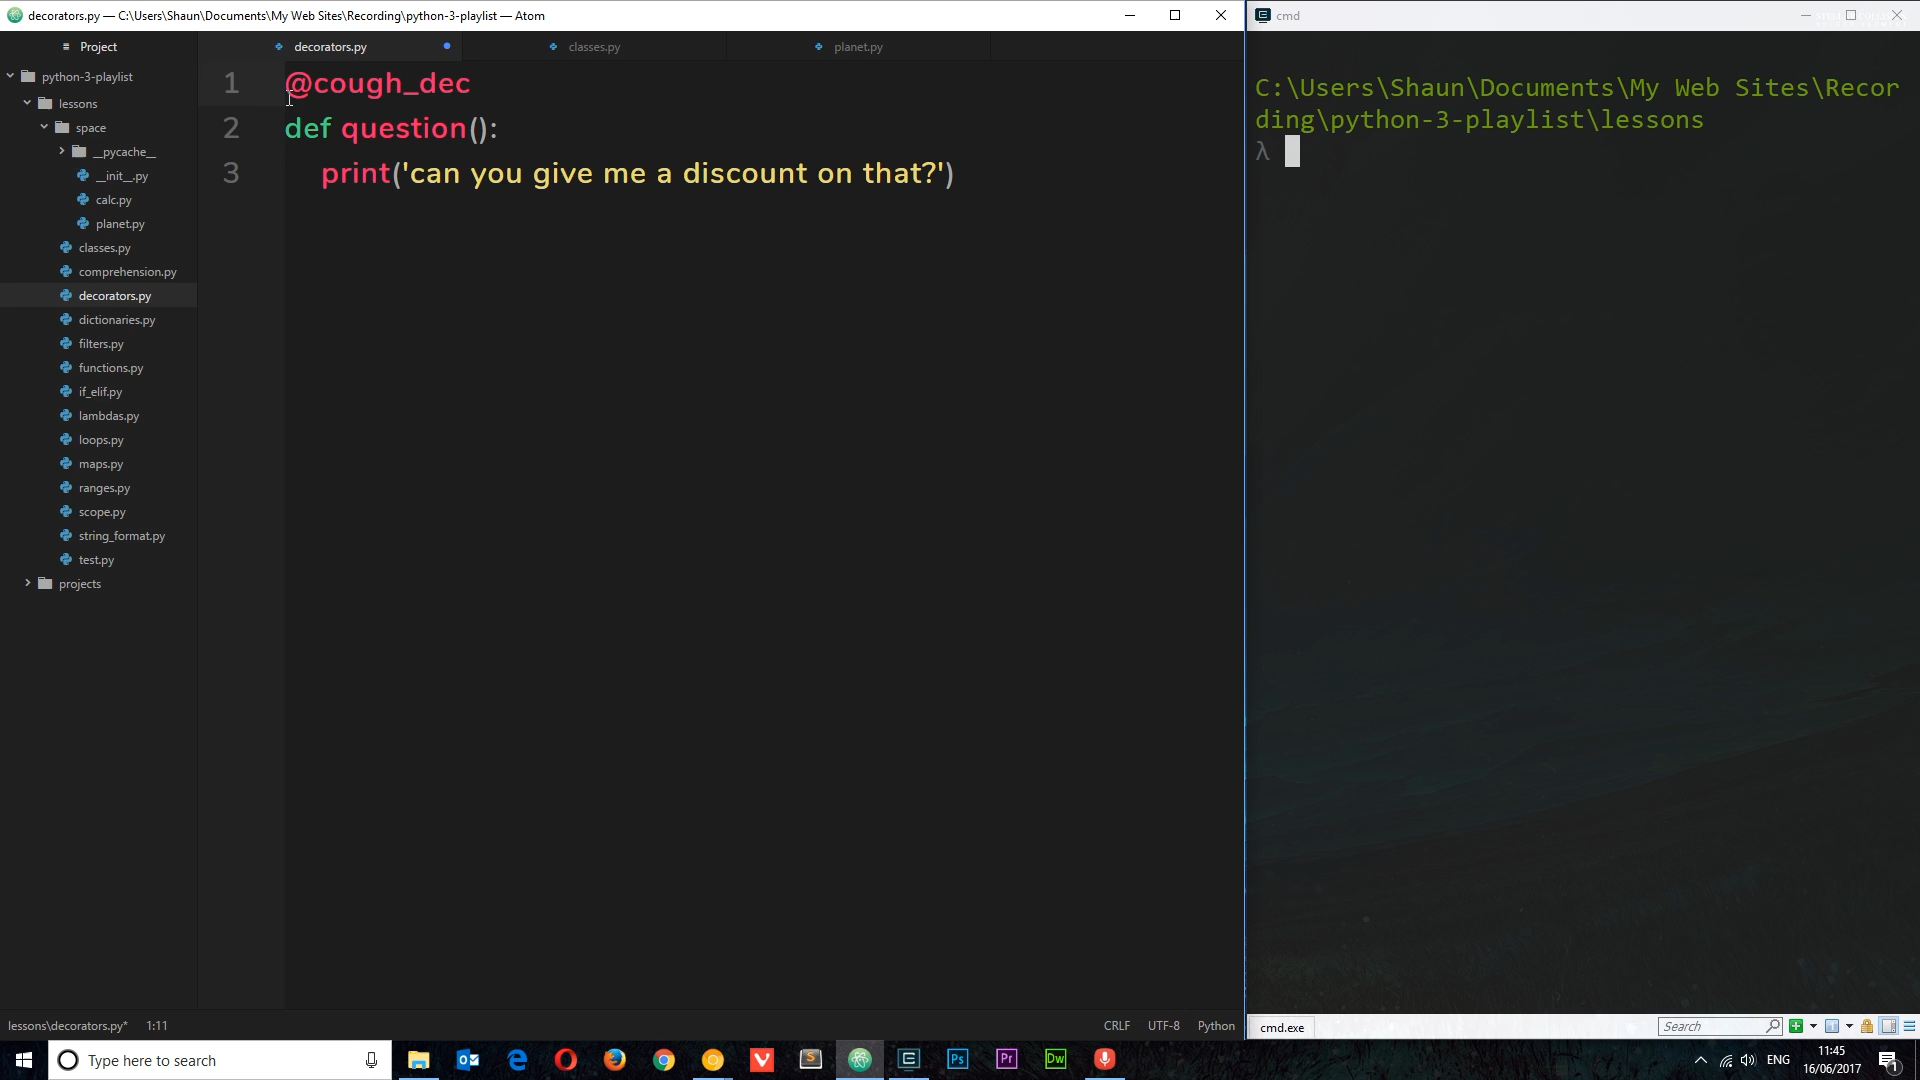 decorators.py — C:\Users\Shaun\Documents\My Web Sites\Recording\python-3-playlist — Atom
Project
decorators.py
classes.py
planet.py
python-3-playlist
lessons
space
__pycache__
__init__.py
calc.py
planet.py
classes.py
comprehension.py
decorators.py
dictionaries.py
filters.py
functions.py
if_elif.py
lambdas.py
loops.py
maps.py
ranges.py
scope.py
string_format.py
test.py
projects
1 @cough_dec
2 def question():
3 print('can you give me a discount on that?')
lessons\decorators.py* 1:11
CRLF UTF-8 Python
cmd
C:\Users\Shaun\Documents\My Web Sites\Recor
ding\python-3-playlist\lessons
λ
cmd.exe
Search
Type here to search
Ps
Pr
Dw
ENG
11:45
16/06/2017
1